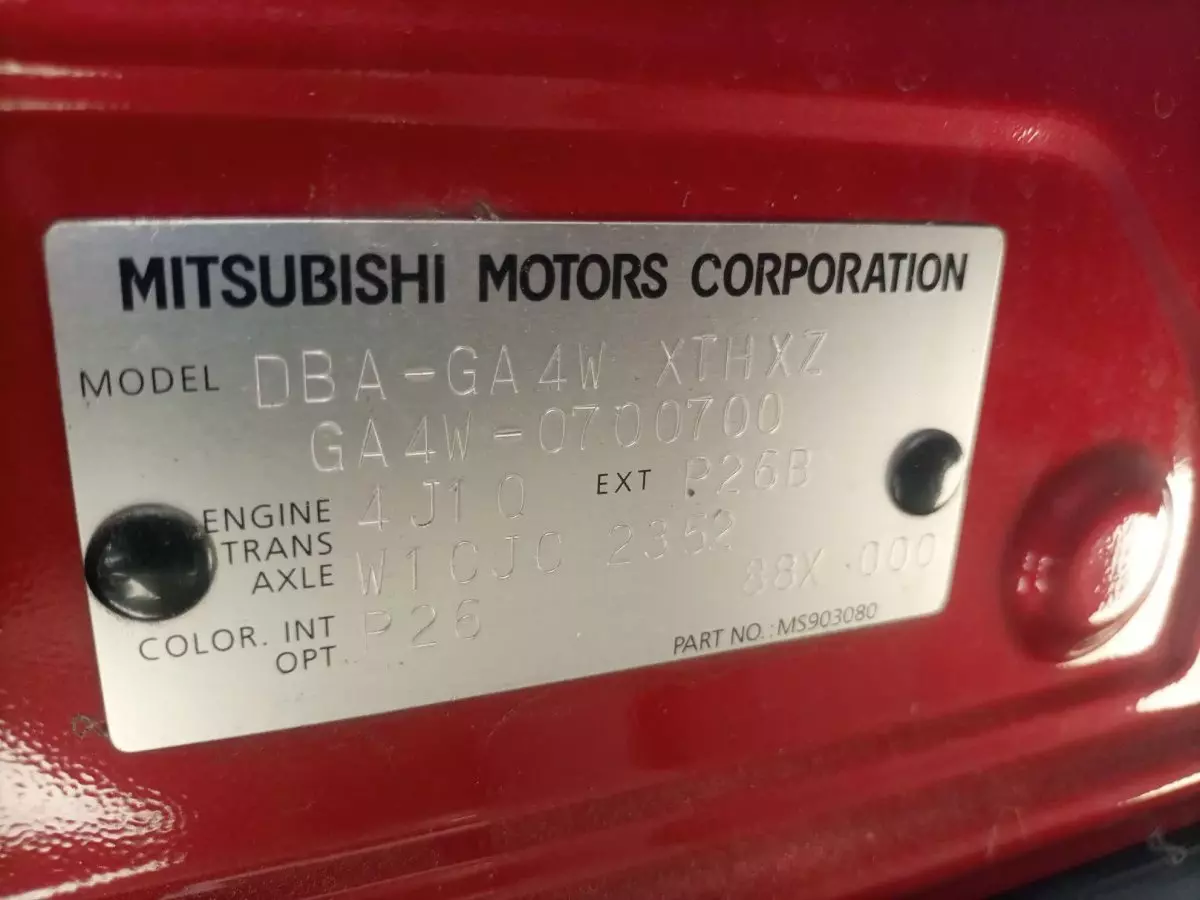 MITSUBISHI MOTORS CORPORATION
MODEL DBA-GA4W XTHXZ
GA4W-0700700
ENGINE 4J10 EXT P26B
TRANS AXLE W1CJC 2352
COLOR. INT OPT P26 88X 000
PART NO.: MS903080